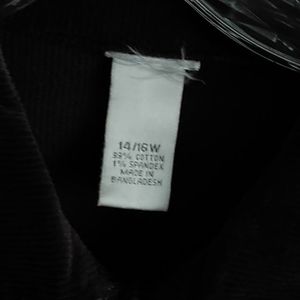 14/16W
99% COTTON
1% SPANDEX
MADE IN
BANGLADESH